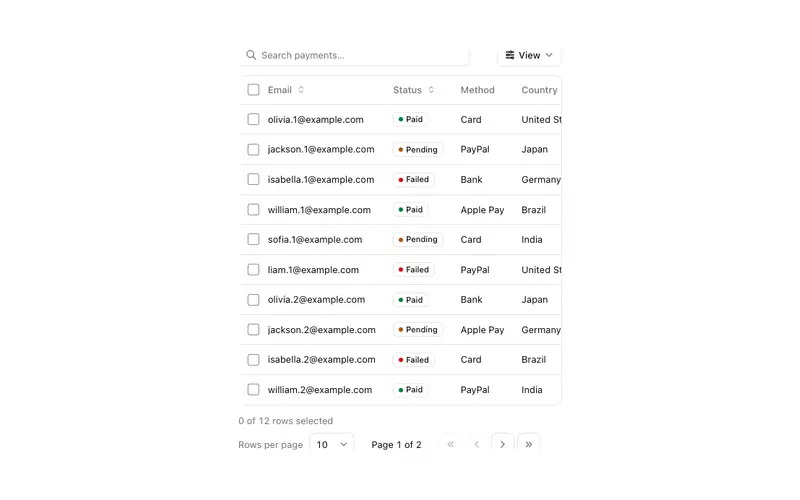 Search payments... View
Email Status Method Country
olivia.1@example.com Paid Card United St
jackson.1@example.com Pending PayPal Japan
isabella.1@example.com Failed Bank Germany
william.1@example.com Paid Apple Pay Brazil
sofia.1@example.com Pending Card India
liam.1@example.com Failed PayPal United St
olivia.2@example.com Paid Bank Japan
jackson.2@example.com Pending Apple Pay Germany
isabella.2@example.com Failed Card Brazil
william.2@example.com Paid PayPal India
0 of 12 rows selected
Rows per page 10 Page 1 of 2